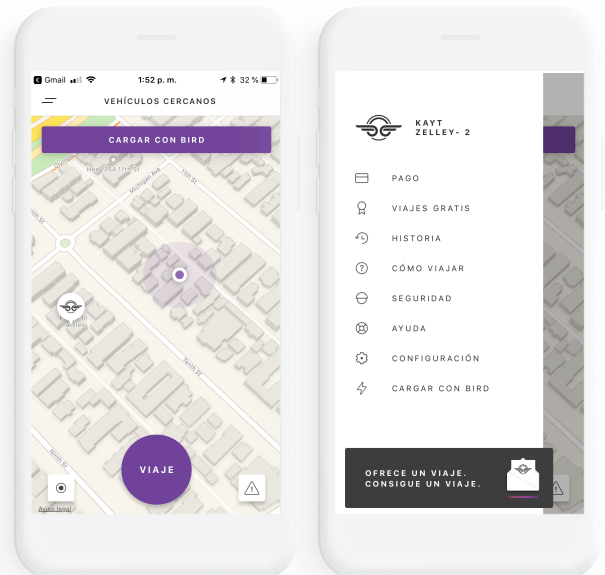 Gmail
1:52 p. m.
32 %
VEHÍCULOS CERCANOS
CARGAR CON BIRD
11th St
Michigan Ave
Tenth St
Ninth St
VIAJE
Aviso legal
KAYT
ZELLEY- 2
PAGO
VIAJES GRATIS
HISTORIA
CÓMO VIAJAR
SEGURIDAD
AYUDA
CONFIGURACIÓN
CARGAR CON BIRD
OFRECE UN VIAJE.
CONSIGUE UN VIAJE.